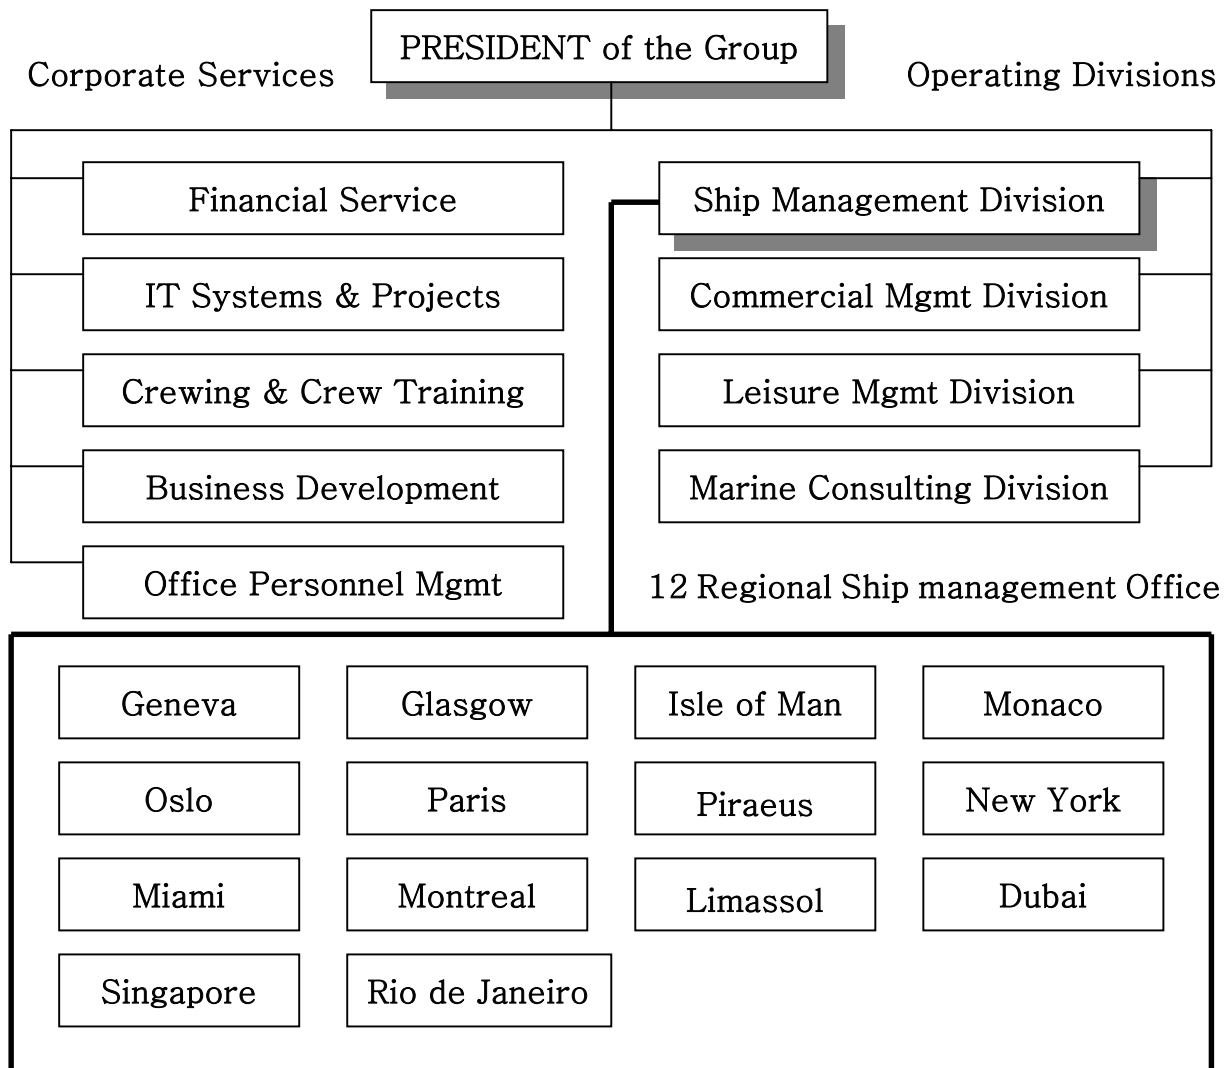 PRESIDENT of the Group
Corporate Services
Operating Divisions
Financial Service
IT Systems & Projects
Crewing & Crew Training
Business Development
Office Personnel Mgmt
Ship Management Division
Commercial Mgmt Division
Leisure Mgmt Division
Marine Consulting Division
12 Regional Ship management Office
Geneva
Glasgow
Isle of Man
Monaco
Oslo
Paris
Piraeus
New York
Miami
Montreal
Limassol
Dubai
Singapore
Rio de Janeiro